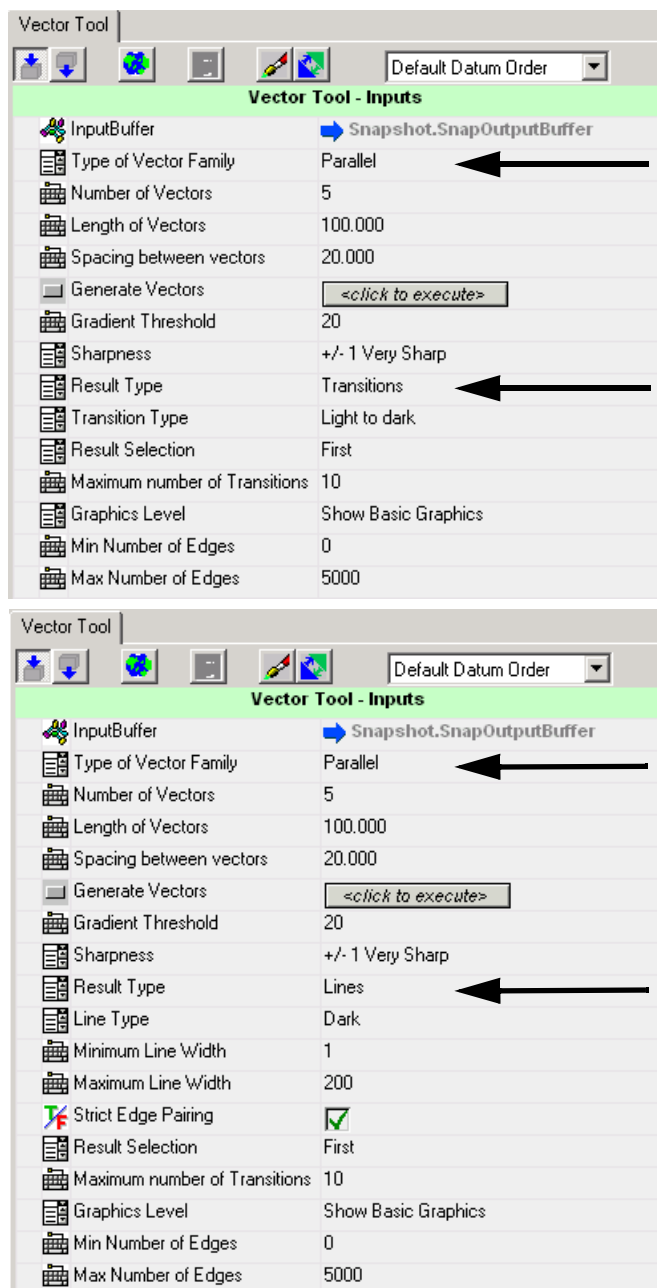 Vector Tool
Default Datum Order
Vector Tool - Inputs
InputBuffer Snapshot.SnapOutputBuffer
Type of Vector Family Parallel
Number of Vectors 5
Length of Vectors 100.000
Spacing between vectors 20.000
Generate Vectors <click to execute>
Gradient Threshold 20
Sharpness +/- 1 Very Sharp
Result Type Transitions
Transition Type Light to dark
Result Selection First
Maximum number of Transitions 10
Graphics Level Show Basic Graphics
Min Number of Edges 0
Max Number of Edges 5000
Vector Tool
Default Datum Order
Vector Tool - Inputs
InputBuffer Snapshot.SnapOutputBuffer
Type of Vector Family Parallel
Number of Vectors 5
Length of Vectors 100.000
Spacing between vectors 20.000
Generate Vectors <click to execute>
Gradient Threshold 20
Sharpness +/- 1 Very Sharp
Result Type Lines
Line Type Dark
Minimum Line Width 1
Maximum Line Width 200
T/F Strict Edge Pairing
Result Selection First
Maximum number of Transitions 10
Graphics Level Show Basic Graphics
Min Number of Edges 0
Max Number of Edges 5000